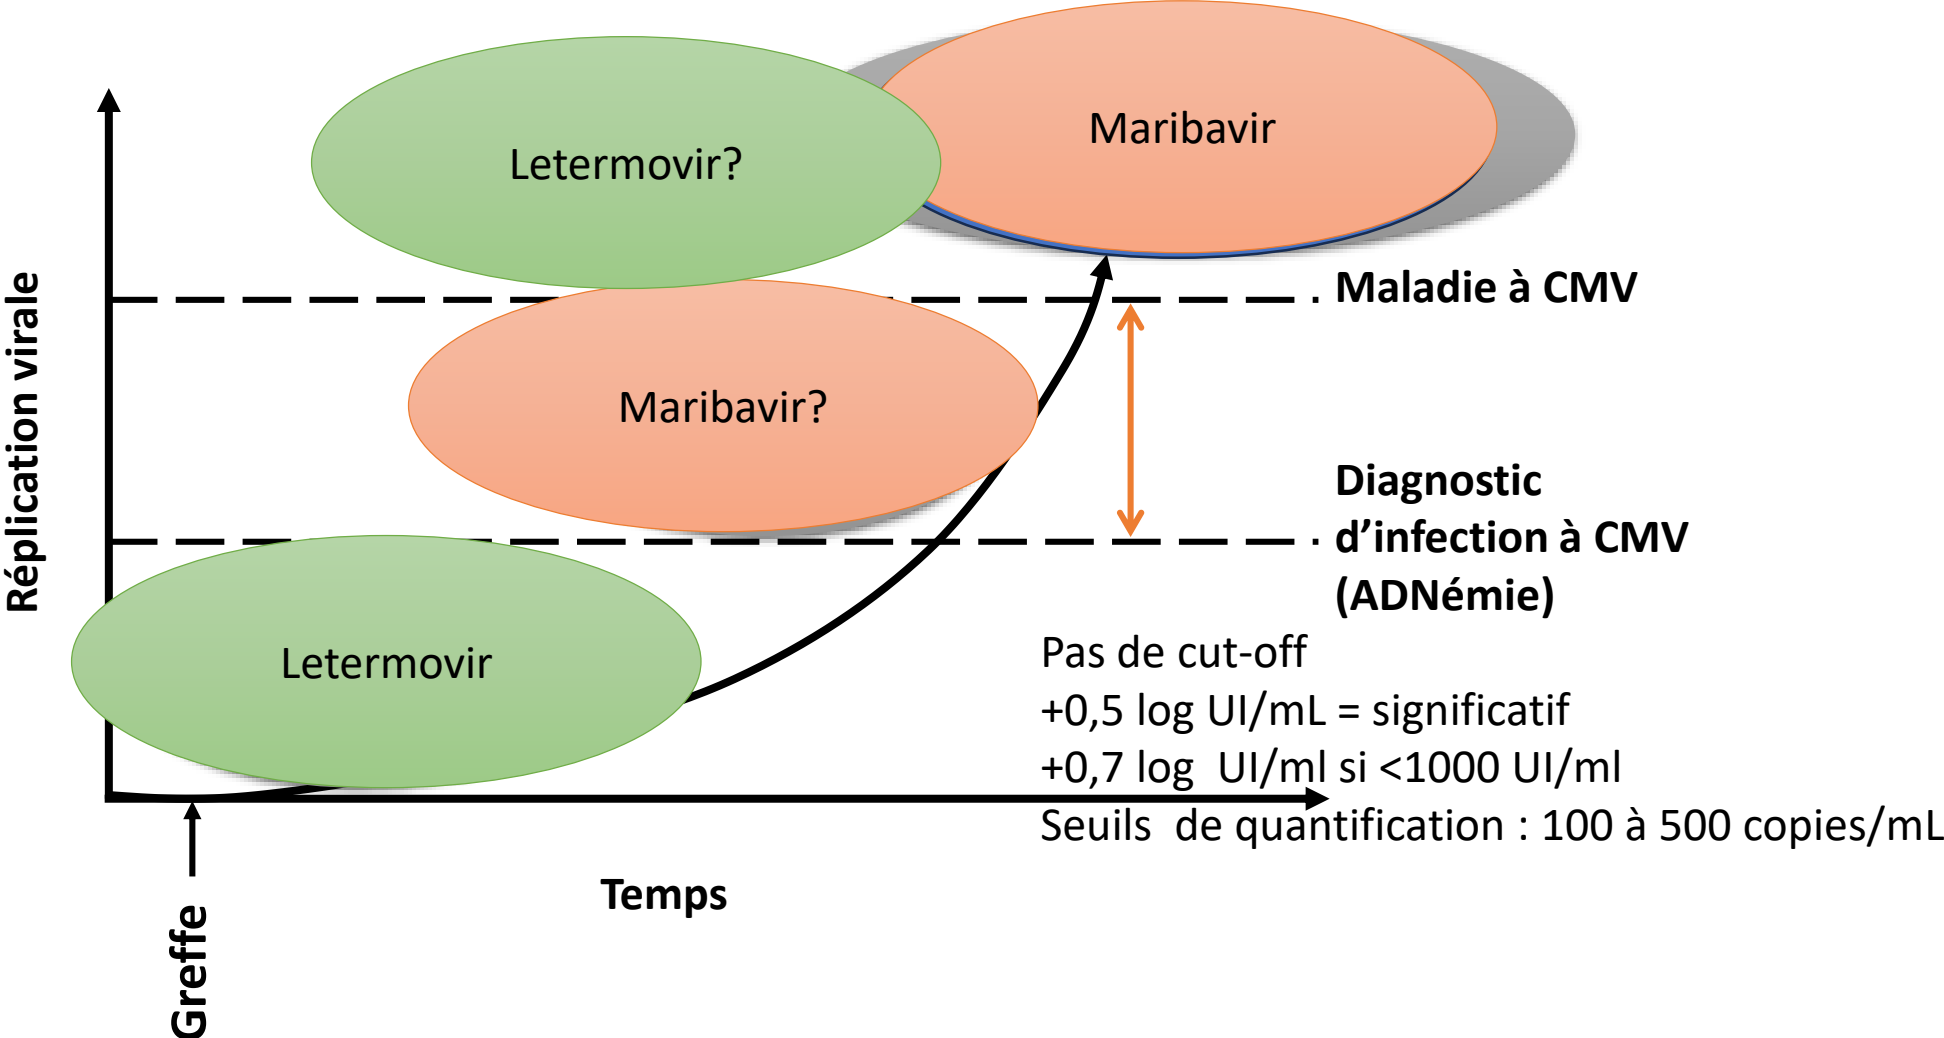 Maribavir
Letermovir?
Maladie à CMV
Maribavir?
Réplication virale
Diagnostic
d’infection à CMV
(ADNémie)
Letermovir
Pas de cut-off
+0,5 log UI/mL = significatif
+0,7 log  UI/ml si <1000 UI/ml
Seuils  de quantification : 100 à 500 copies/mL
Temps
Greffe